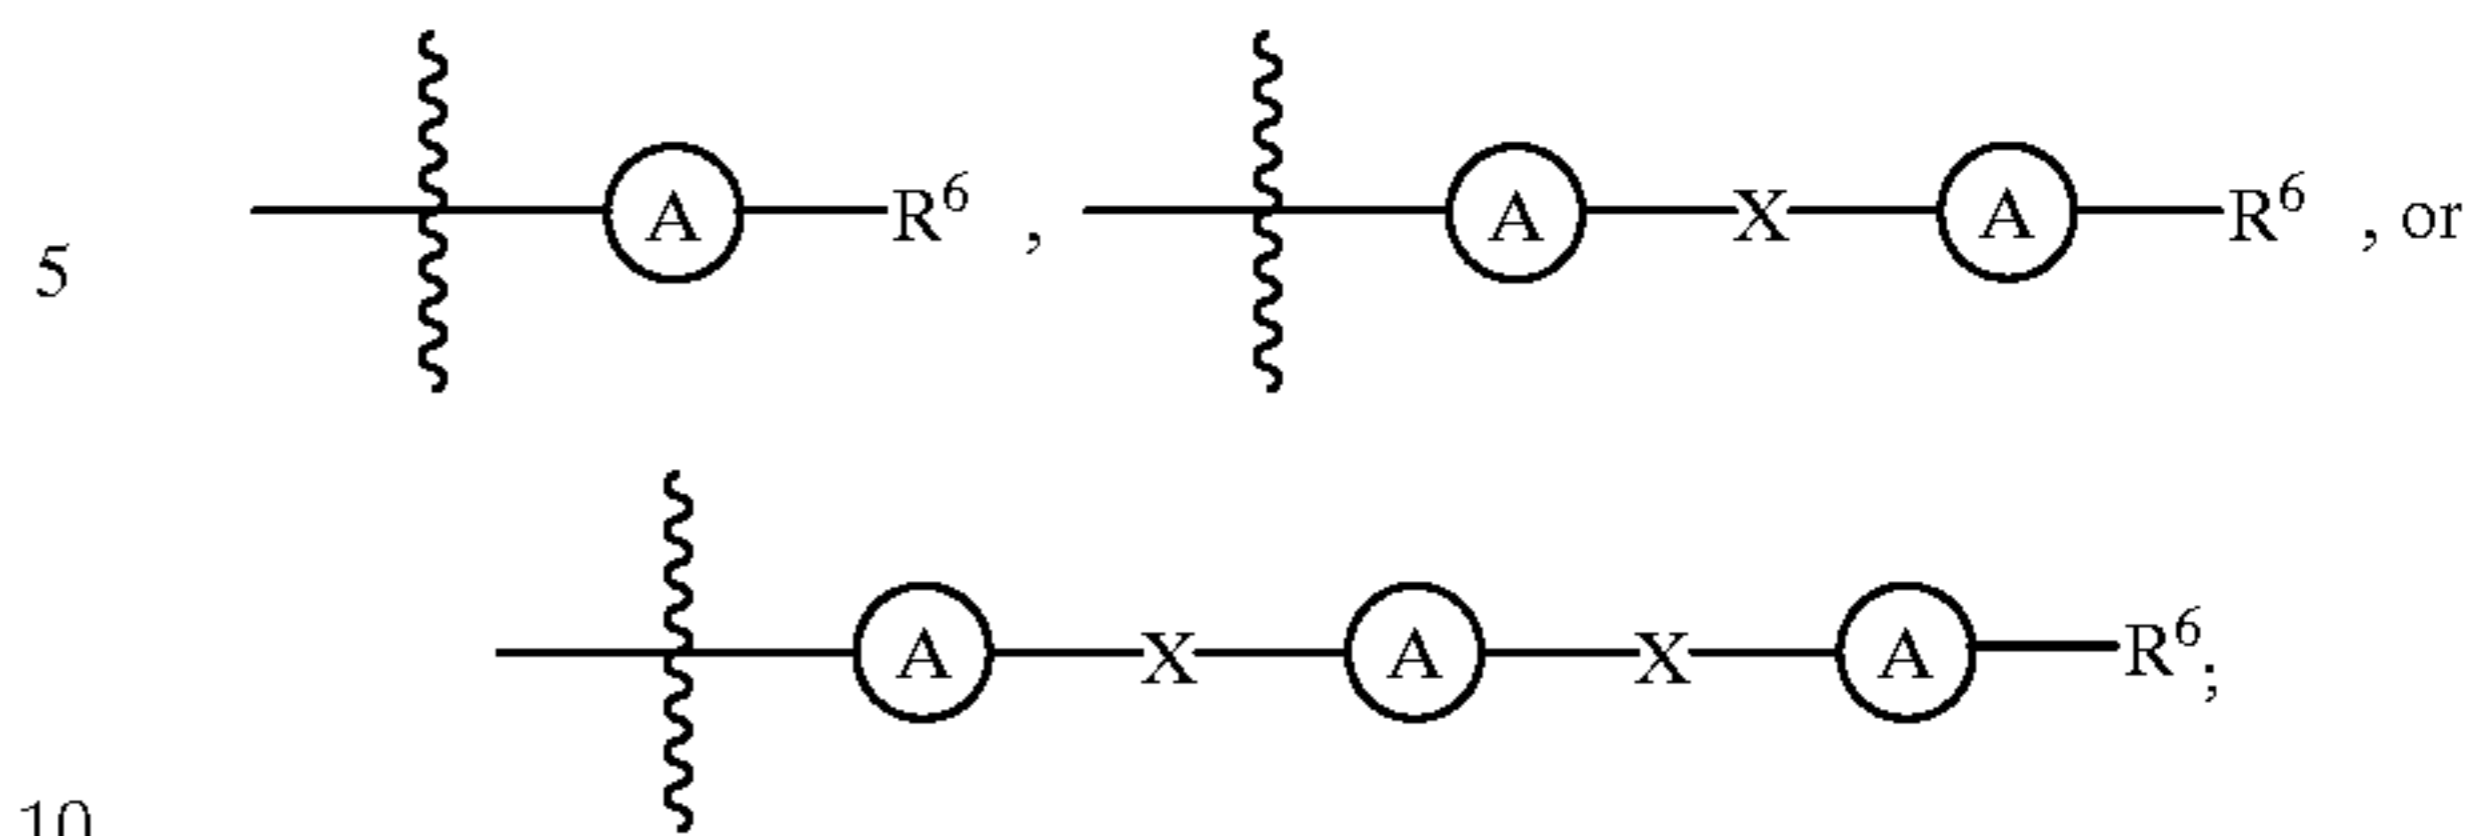 5 A R⁶ , A X A R⁶ , or
A X A X A R⁶;
10